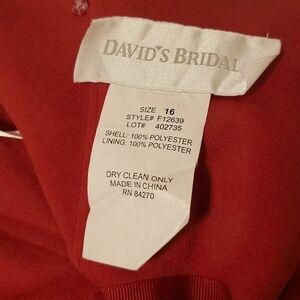 DAVID'S BRIDAL
SIZE 16
STYLE# F12639
LOT# 402735
SHELL: 100% POLYESTER
LINING: 100% POLYESTER
DRY CLEAN ONLY
MADE IN CHINA
RN 84270